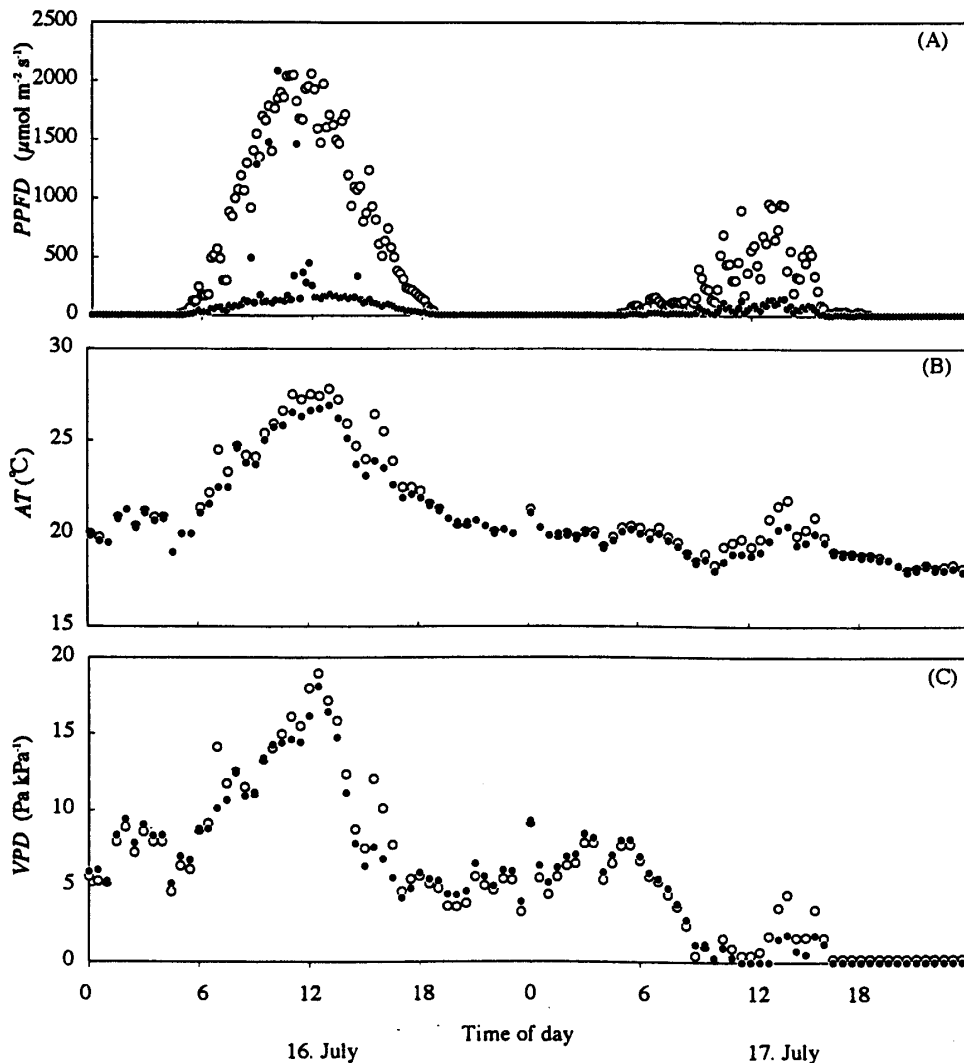 (A)
2500
2000
1500
1000
500
0
PPFD (μmol m⁻² s⁻¹)
(B)
30
25
20
15
AT (℃)
(C)
20
15
10
5
0
VPD (Pa kPa⁻¹)
0 6 12 18 0 6 12 18
Time of day
16. July 17. July